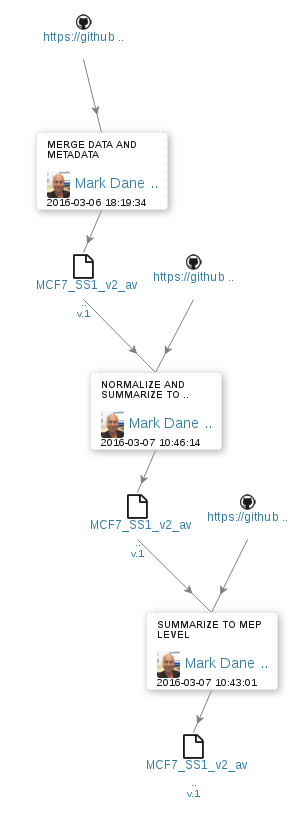 https://github ..
MERGE DATA AND
METADATA
Mark Dane ..
2016-03-06 18:19:34
MCF7_SS1_v2_av
..
v.1
https://github ..
NORMALIZE AND
SUMMARIZE TO ..
Mark Dane ..
2016-03-07 10:46:14
MCF7_SS1_v2_av
..
v.1
https://github ..
SUMMARIZE TO MEP
LEVEL
Mark Dane ..
2016-03-07 10:43:01
MCF7_SS1_v2_av
..
v.1